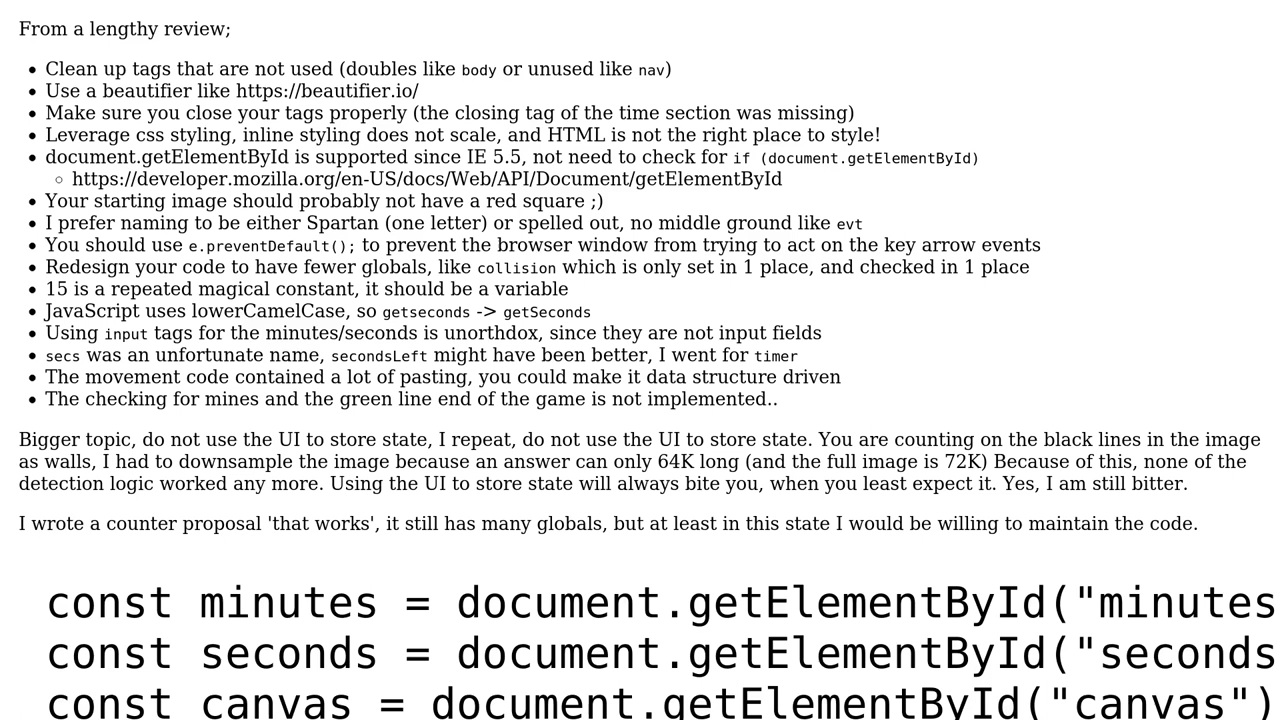 From a lengthy review;
Clean up tags that are not used (doubles like body or unused like nav)
Use a beautifier like https://beautifier.io/
Make sure you close your tags properly (the closing tag of the time section was missing)
Leverage css styling, inline styling does not scale, and HTML is not the right place to style!
document.getElementById is supported since IE 5.5, not need to check for if (document.getElementById)
https://developer.mozilla.org/en-US/docs/Web/API/Document/getElementById
Your starting image should probably not have a red square ;)
I prefer naming to be either Spartan (one letter) or spelled out, no middle ground like evt
You should use e.preventDefault(); to prevent the browser window from trying to act on the key arrow events
Redesign your code to have fewer globals, like collision which is only set in 1 place, and checked in 1 place
15 is a repeated magical constant, it should be a variable
JavaScript uses lowerCamelCase, so getseconds -> getSeconds
Using input tags for the minutes/seconds is unorthdox, since they are not input fields
secs was an unfortunate name, secondsLeft might have been better, I went for timer
The movement code contained a lot of pasting, you could make it data structure driven
The checking for mines and the green line end of the game is not implemented..
Bigger topic, do not use the UI to store state, I repeat, do not use the UI to store state. You are counting on the black lines in the image
as walls, I had to downsample the image because an answer can only 64K long (and the full image is 72K) Because of this, none of the
detection logic worked any more. Using the UI to store state will always bite you, when you least expect it. Yes, I am still bitter.
I wrote a counter proposal 'that works', it still has many globals, but at least in this state I would be willing to maintain the code.
const minutes = document.getElementById("minutes
const seconds = document.getElementById("seconds
const canvas = document.getElementById("canvas")